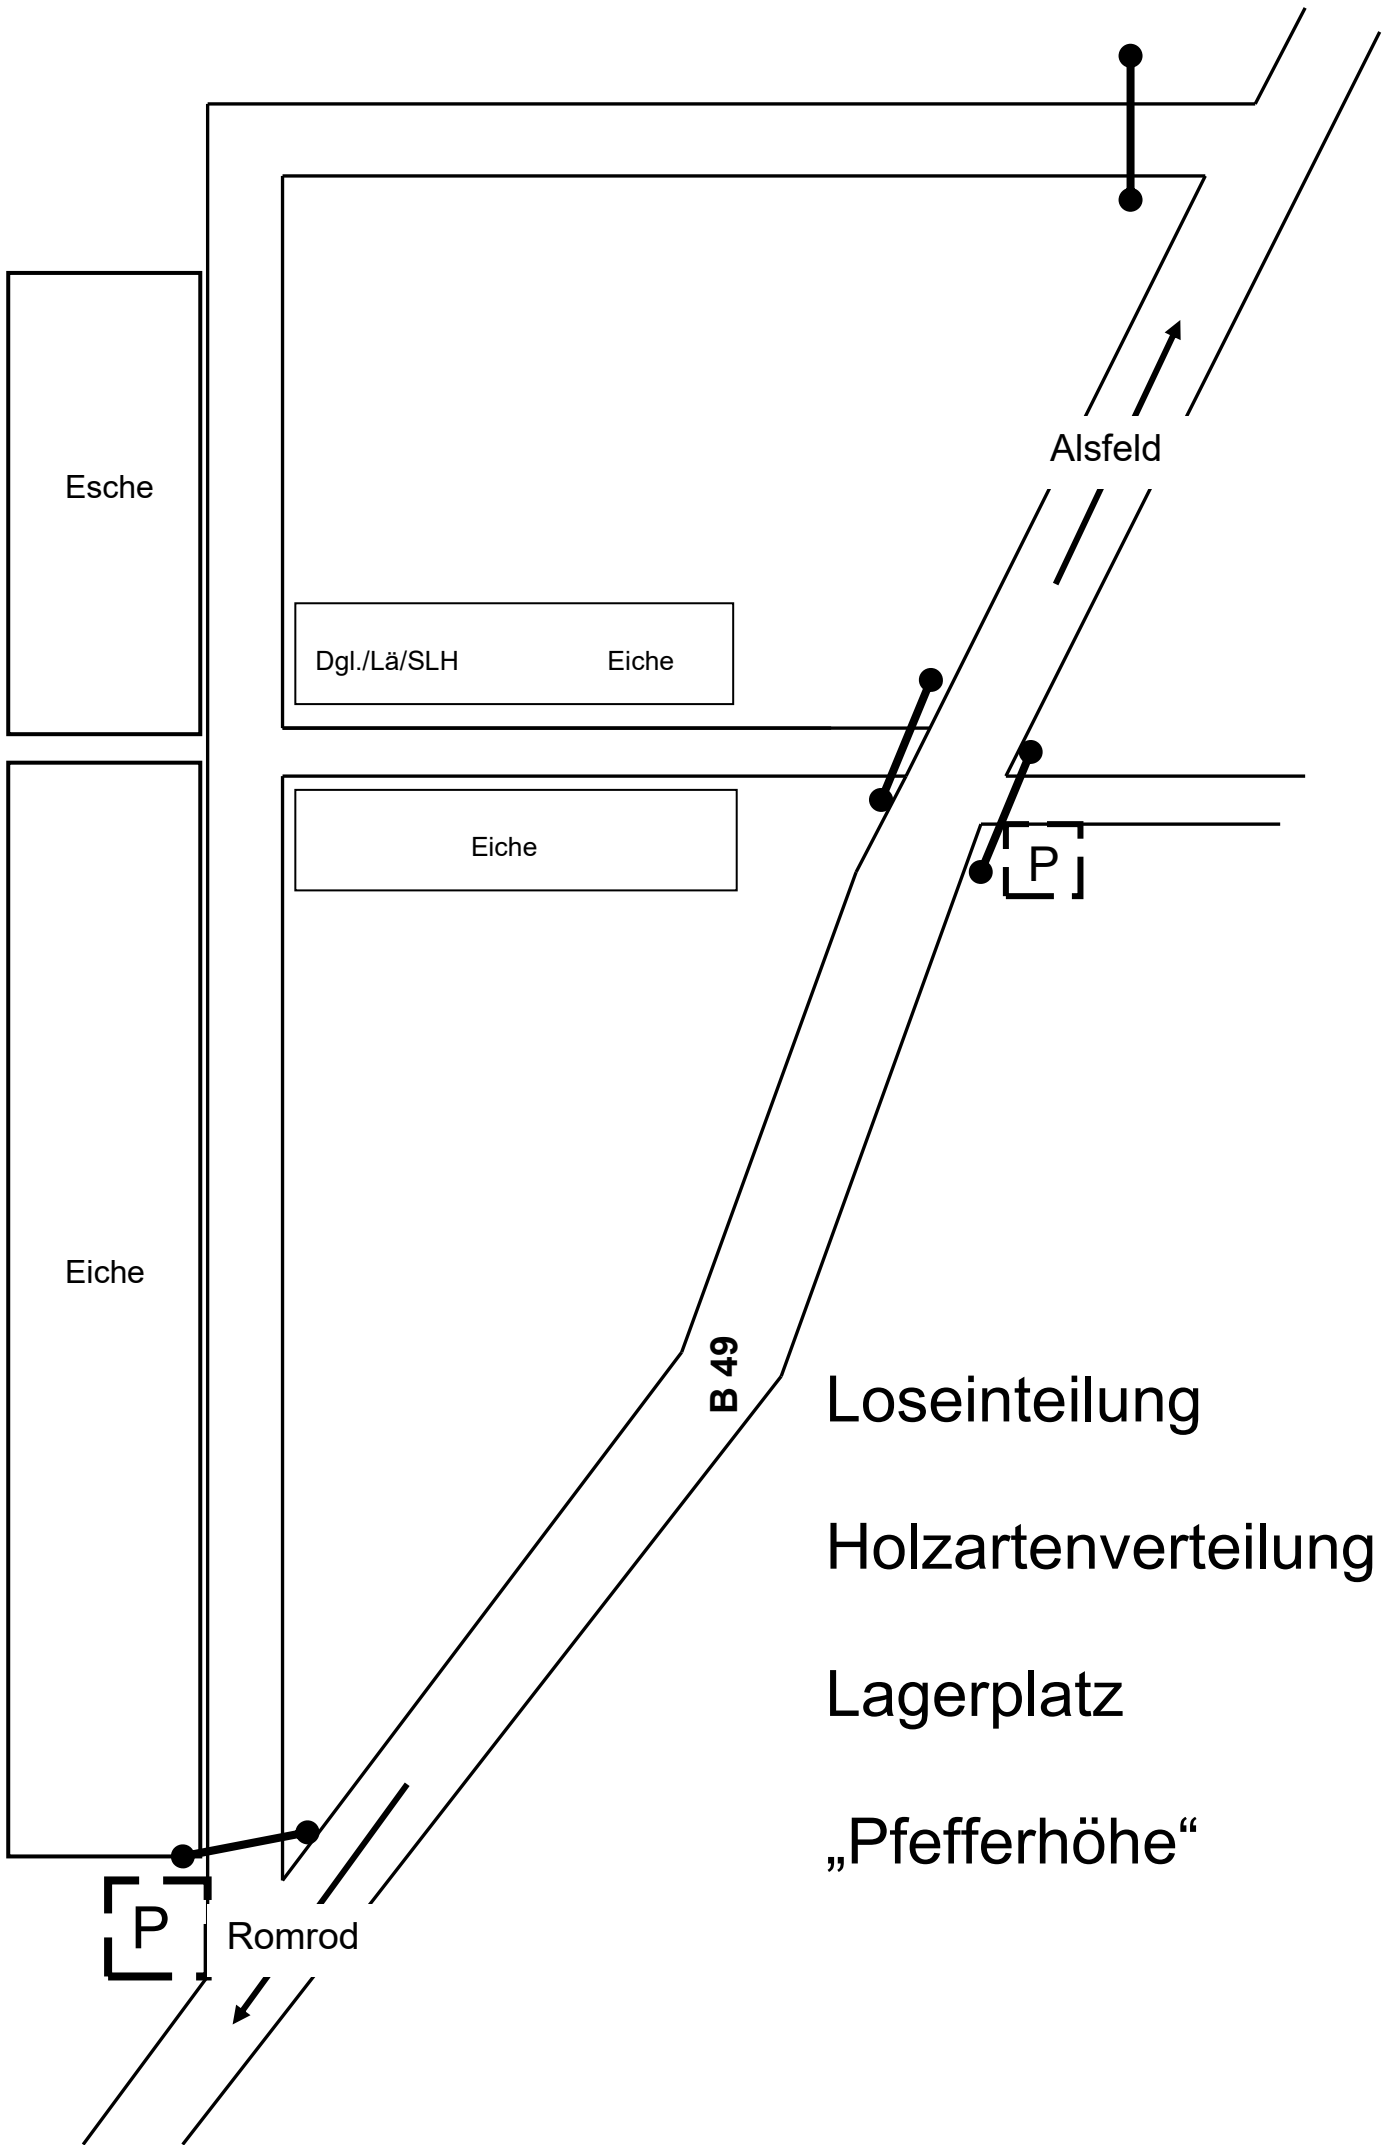 Alsfeld
Esche
Dgl./Lä/SLH
Eiche
Eiche
P
Eiche
B 49
Loseinteilung
Holzartenverteilung
Lagerplatz
„Pfefferhöhe“
P
Romrod